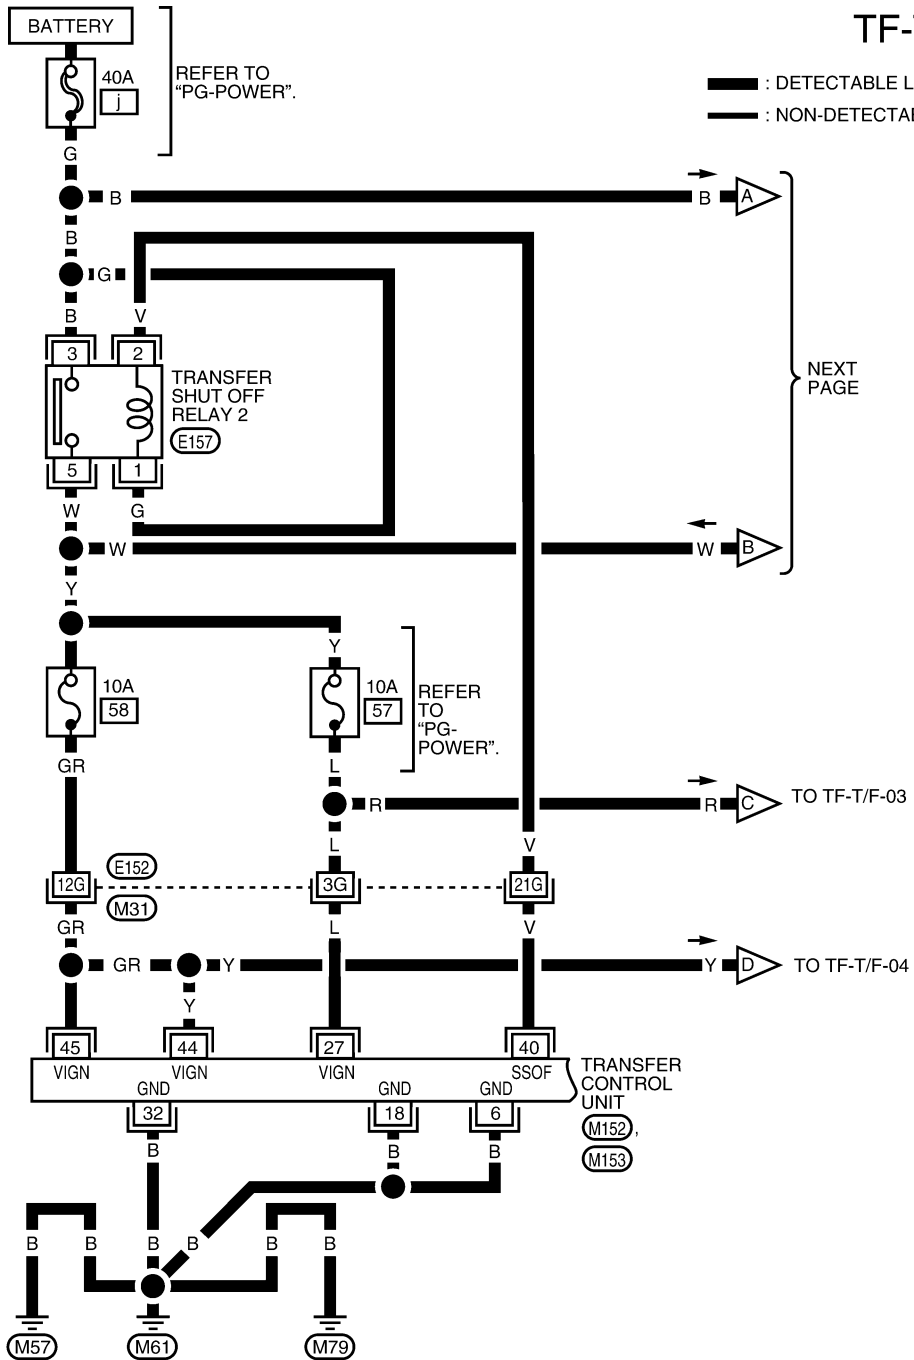 TF-
BATTERY
40A
j
REFER TO
“PG-POWER”.
: DETECTABLE L
: NON-DETECTAB
G
B
B
A
B
G
B
V
3
2
TRANSFER
SHUT OFF
RELAY 2
E157
NEXT
PAGE
5
1
W
G
W
W
B
Y
Y
10A
58
10A
57
REFER
TO
“PG-
POWER”.
GR
L
R
R
C
TO TF-T/F-03
L
V
E152
12G
3G
21G
M31
GR
L
V
GR
Y
Y
D
TO TF-T/F-04
Y
45
44
27
40
VIGN
VIGN
VIGN
SSOF
GND
GND
GND
TRANSFER
CONTROL
UNIT
32
18
6
M152 ,
M153
B
B
B
B
B
B
B
B
B
M57
M61
M79